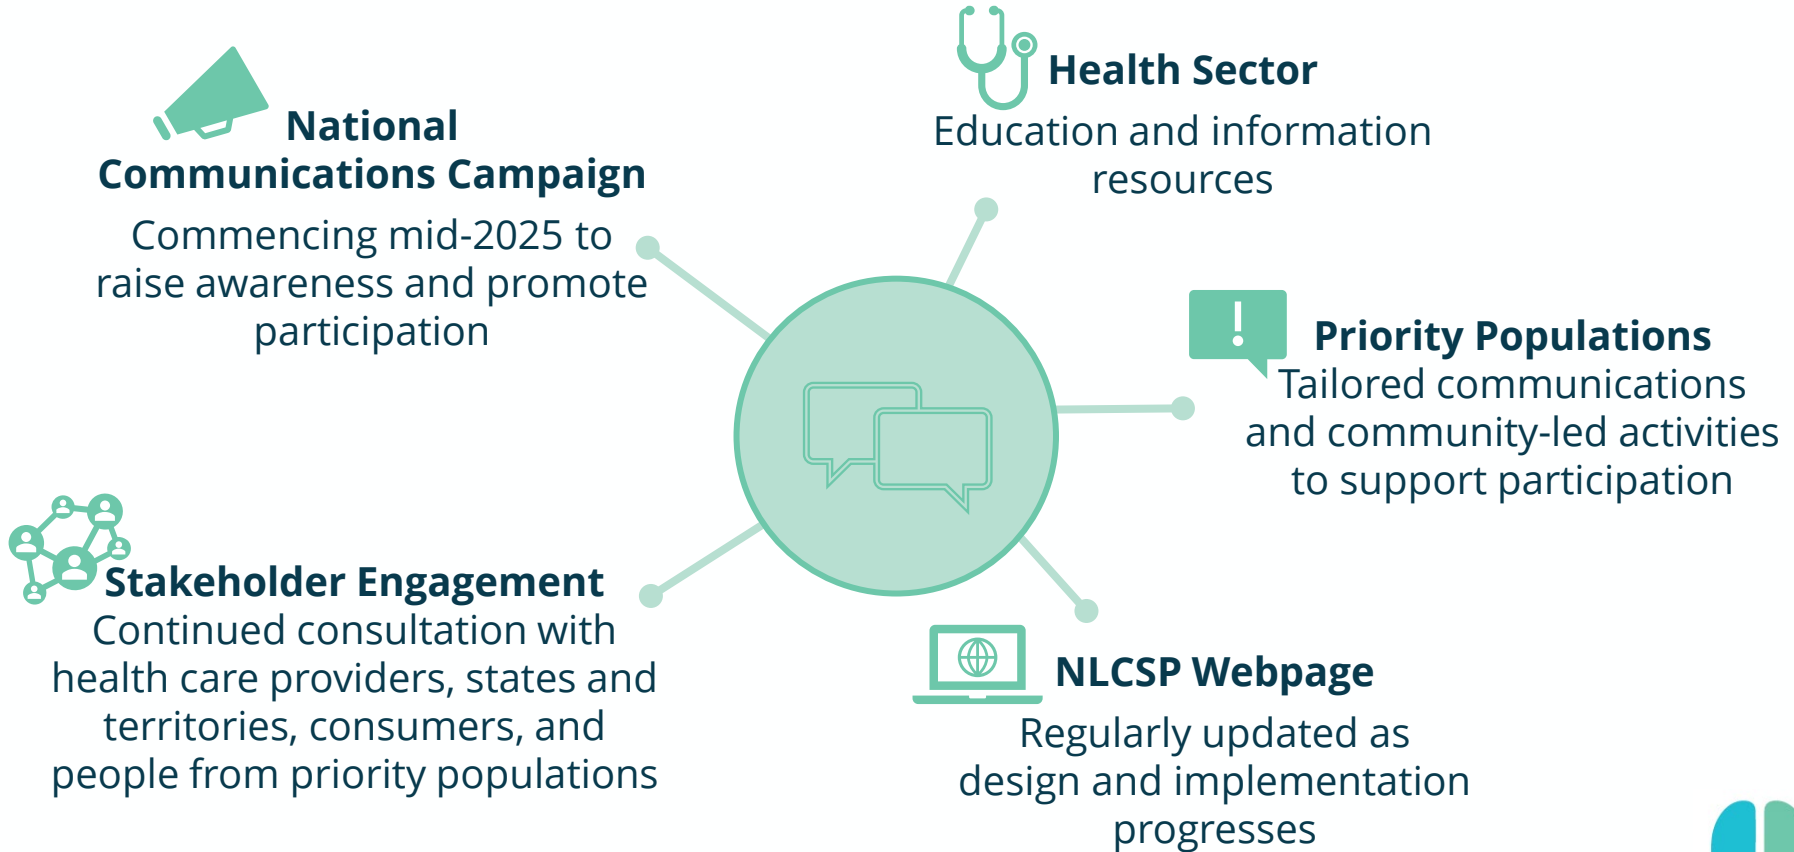 National
Communications Campaign
Commencing mid-2025 to
raise awareness and promote
participation
Health Sector
Education and information
resources
!
Priority Populations
Tailored communications
and community-led activities
to support participation
Stakeholder Engagement
Continued consultation with
health care providers, states and
territories, consumers, and
people from priority populations
NLCSP Webpage
Regularly updated as
design and implementation
progresses